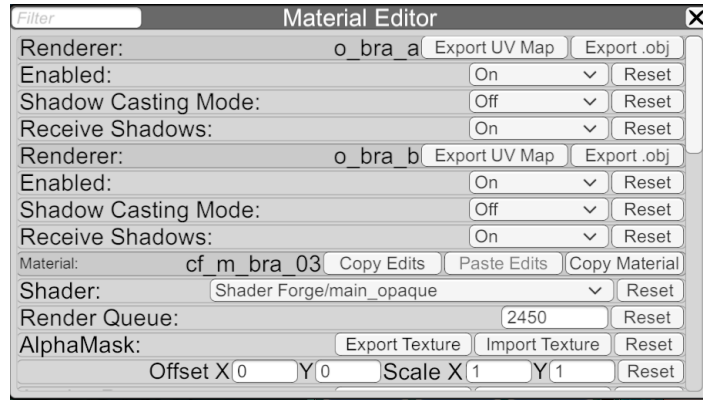 Filter Material Editor X
Renderer: o_bra_a Export UV Map Export .obj
Enabled: On Reset
Shadow Casting Mode: Off Reset
Receive Shadows: On Reset
Renderer: o_bra_b Export UV Map Export .obj
Enabled: On Reset
Shadow Casting Mode: Off Reset
Receive Shadows: On Reset
Material: cf_m_bra_03 Copy Edits Paste Edits Copy Material
Shader: Shader Forge/main_opaque Reset
Render Queue: 2450 Reset
AlphaMask: Export Texture Import Texture Reset
Offset X 0 Y 0 Scale X 1 Y 1 Reset